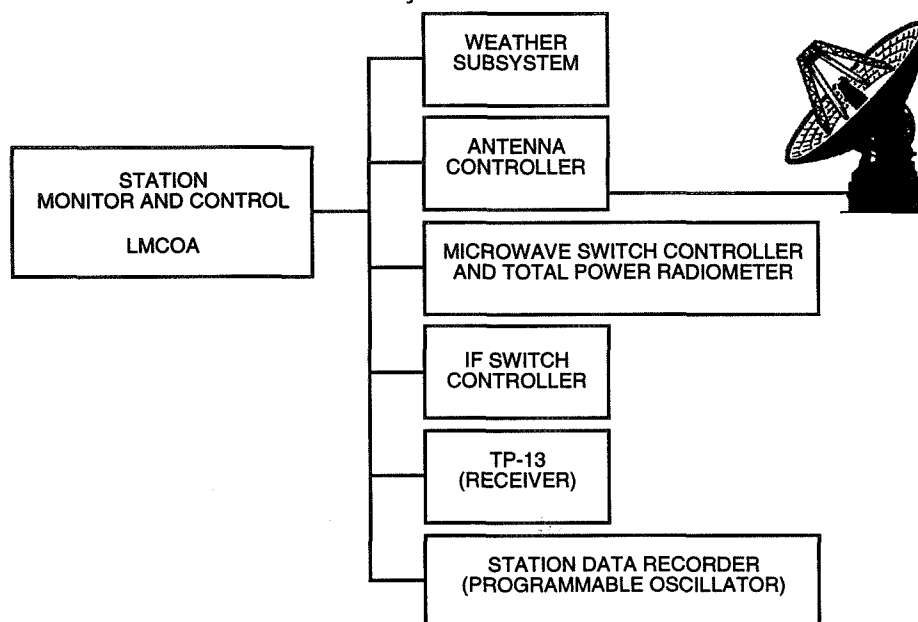 WEATHER
SUBSYSTEM
ANTENNA
CONTROLLER
STATION
MONITOR AND CONTROL
LMCOA
MICROWAVE SWITCH CONTROLLER
AND TOTAL POWER RADIOMETER
IF SWITCH
CONTROLLER
TP-13
(RECEIVER)
STATION DATA RECORDER
(PROGRAMMABLE OSCILLATOR)